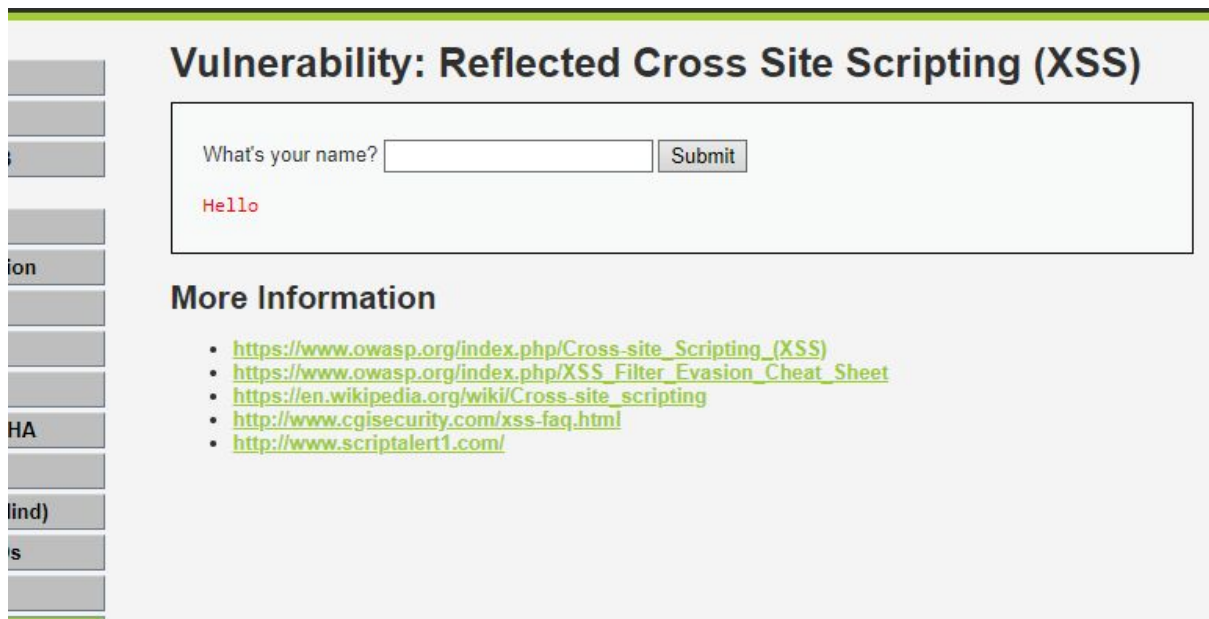 Vulnerability: Reflected Cross Site Scripting (XSS)
What's your name? Submit
Hello
More Information
https://www.owasp.org/index.php/Cross-site_Scripting_(XSS)
https://www.owasp.org/index.php/XSS_Filter_Evasion_Cheat_Sheet
https://en.wikipedia.org/wiki/Cross-site_scripting
http://www.cgisecurity.com/xss-faq.html
http://www.scriptalert1.com/
ion
HA
lind)